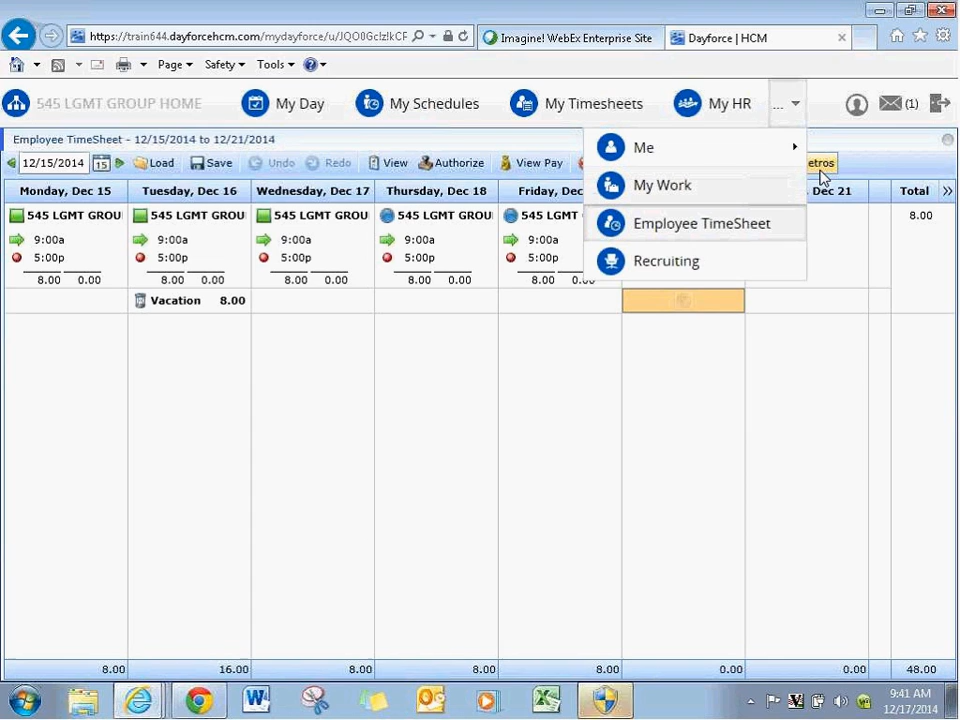 https://train644.dayforcehcm.com/mydayforce/u/JQO0Gclzlk​CF
Imagine! WebEx Enterprise Site
Dayforce | HCM
Page Safety Tools
545 LGMT GROUP HOME My Day My Schedules My Timesheets My HR ... (1)
Employee TimeSheet - 12/15/2014 to 12/21/2014
12/15/2014 15 Load Save Undo Redo View Authorize View Pay etros
Me
My Work
Employee TimeSheet
Recruiting
Monday, Dec 15 Tuesday, Dec 16 Wednesday, Dec 17 Thursday, Dec 18 Friday, Dec Dec 21 Total »
545 LGMT GROU 545 LGMT GROU 545 LGMT GROU 545 LGMT GROU 545 LGM 8.00
9:00a 9:00a 9:00a 9:00a 9:00a
5:00p 5:00p 5:00p 5:00p 5:00p
8.00 0.00 8.00 0.00 8.00 0.00 8.00 0.00 8.00 0.0
Vacation 8.00
8.00 16.00 8.00 8.00 8.00 0.00 0.00 48.00
9:41 AM
12/17/2014